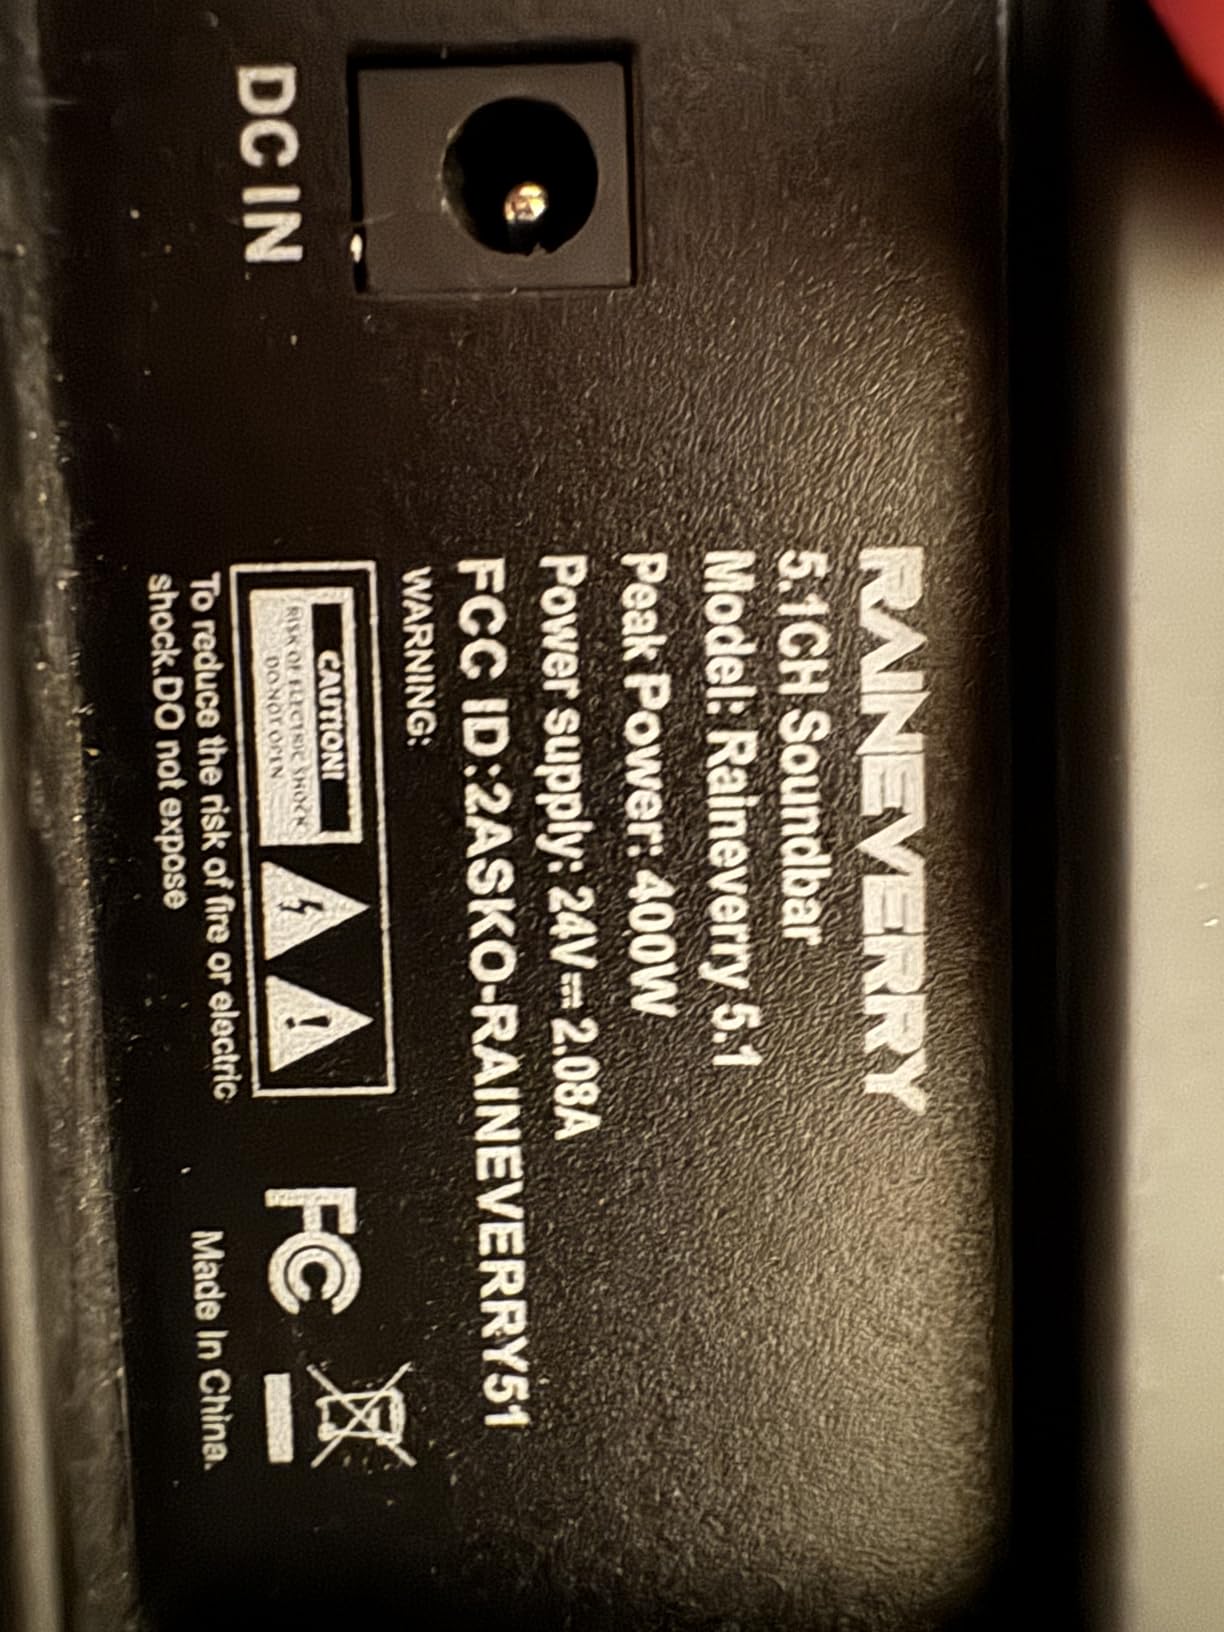 DC IN
RAINEVERRY
5.1CH Soundbar
Model: Raineverry 5.1
Peak Power: 400W
Power supply: 24V⎓2.08A
FCC ID:2ASKO-RAINEVERRY51
WARNING:
CAUTION!
RISK OF ELECTRIC SHOCK
DO NOT OPEN
FC
To reduce the risk of fire or electric
shock,DO not expose
Made In China.